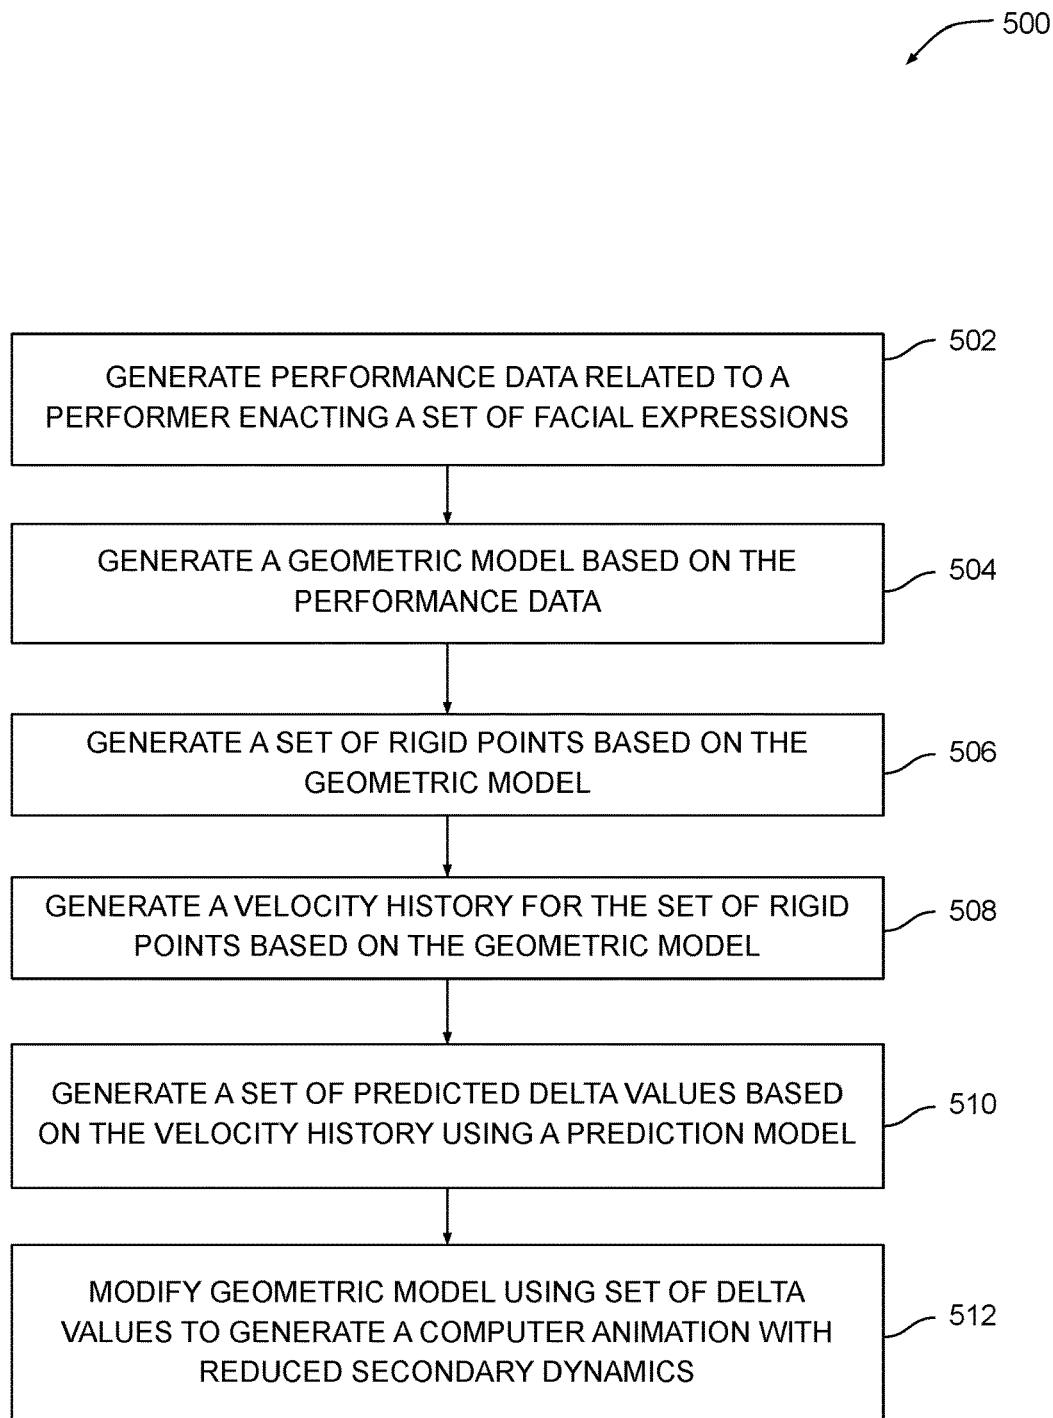 500
GENERATE PERFORMANCE DATA RELATED TO A
PERFORMER ENACTING A SET OF FACIAL EXPRESSIONS
502
GENERATE A GEOMETRIC MODEL BASED ON THE
PERFORMANCE DATA
504
GENERATE A SET OF RIGID POINTS BASED ON THE
GEOMETRIC MODEL
506
GENERATE A VELOCITY HISTORY FOR THE SET OF RIGID
POINTS BASED ON THE GEOMETRIC MODEL
508
GENERATE A SET OF PREDICTED DELTA VALUES BASED
ON THE VELOCITY HISTORY USING A PREDICTION MODEL
510
MODIFY GEOMETRIC MODEL USING SET OF DELTA
VALUES TO GENERATE A COMPUTER ANIMATION WITH
REDUCED SECONDARY DYNAMICS
512